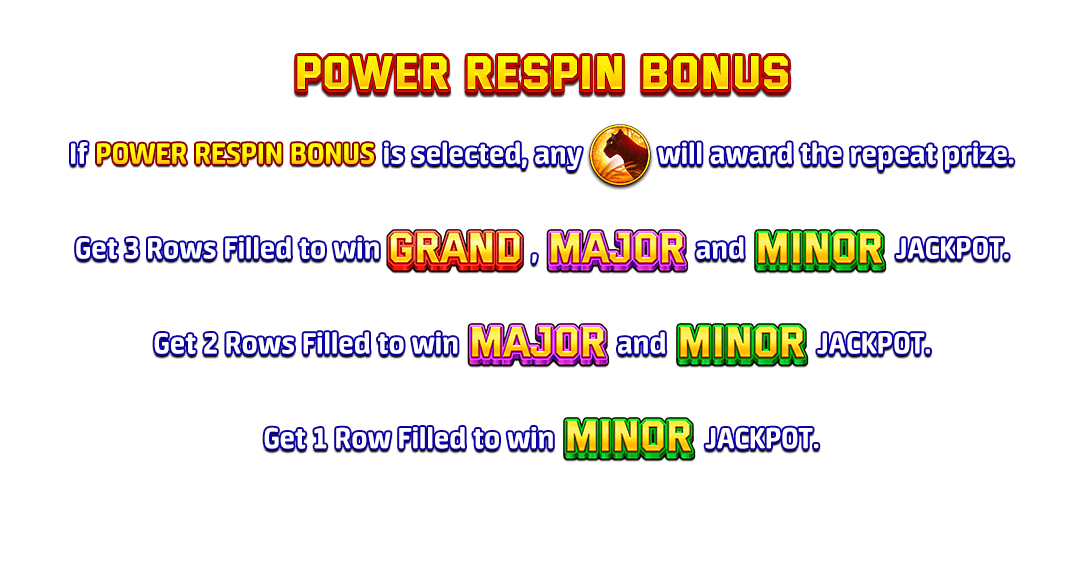 POWER RESPIN BONUS
If POWER RESPIN BONUS is selected, any will award the repeat prize.
Get 3 Rows Filled to win GRAND , MAJOR and MINOR JACKPOT.
Get 2 Rows Filled to win MAJOR and MINOR JACKPOT.
Get 1 Row Filled to win MINOR JACKPOT.